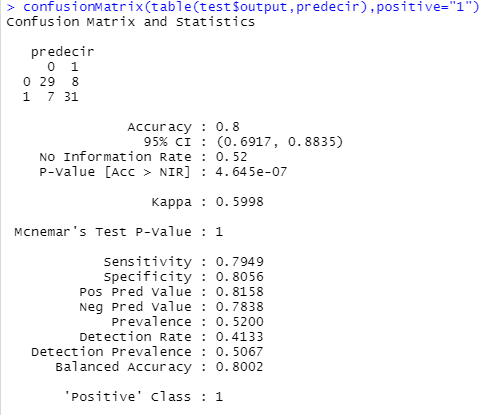 > confusionMatrix(table(test$output,predecir),positive="1")
Confusion Matrix and Statistics
predecir
0 1
0 29 8
1 7 31
Accuracy : 0.8
95% CI : (0.6917, 0.8835)
No Information Rate : 0.52
P-Value [Acc > NIR] : 4.645e-07
Kappa : 0.5998
Mcnemar's Test P-Value : 1
Sensitivity : 0.7949
Specificity : 0.8056
Pos Pred Value : 0.8158
Neg Pred Value : 0.7838
Prevalence : 0.5200
Detection Rate : 0.4133
Detection Prevalence : 0.5067
Balanced Accuracy : 0.8002
'Positive' Class : 1